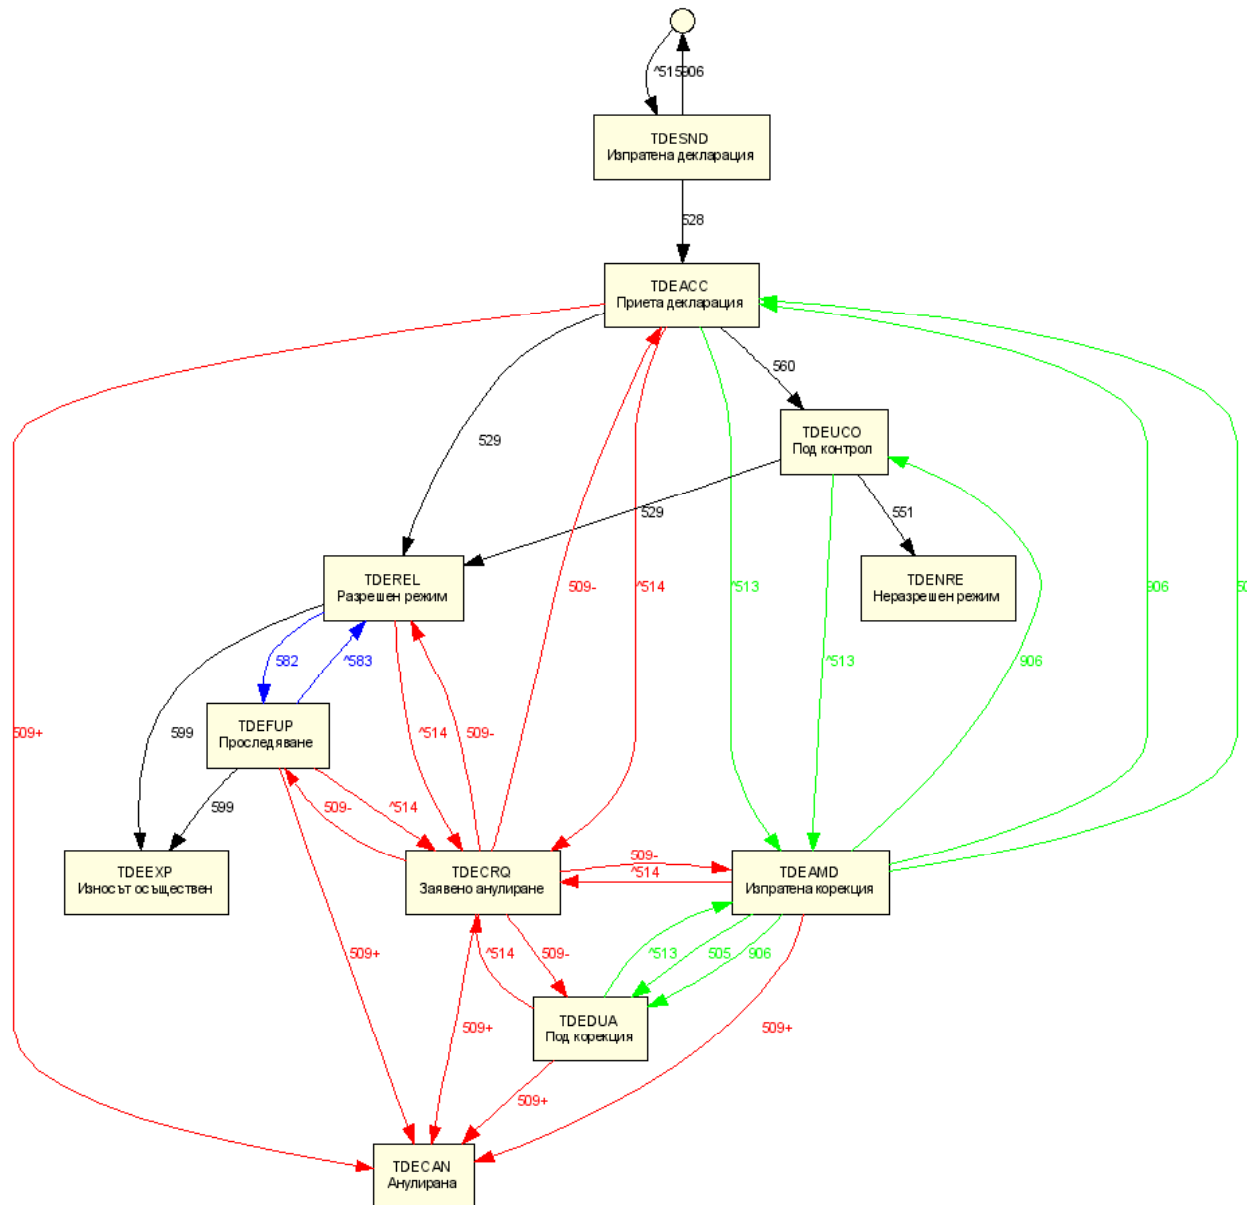 ^515
906
TDESND
Изпратена декларация
528
TDEACC
Приета декларация
560
TDEUCO
Под контрол
529
529
551
TDEREL
Разрешен режим
TDENRE
Неразрешен режим
509-
^514
^513
906
582
^583
^513
906
TDEFUP
Проследяване
599
^514
509-
509+
599
509-
^514
TDEEXP
Износът осъществен
TDECRQ
Заявено анулиране
509-
^514
TDEAMD
Изпратена корекция
509+
^514
509-
^513
505
906
TDEDUA
Под корекция
509+
509+
509+
TDECAN
Анулирана